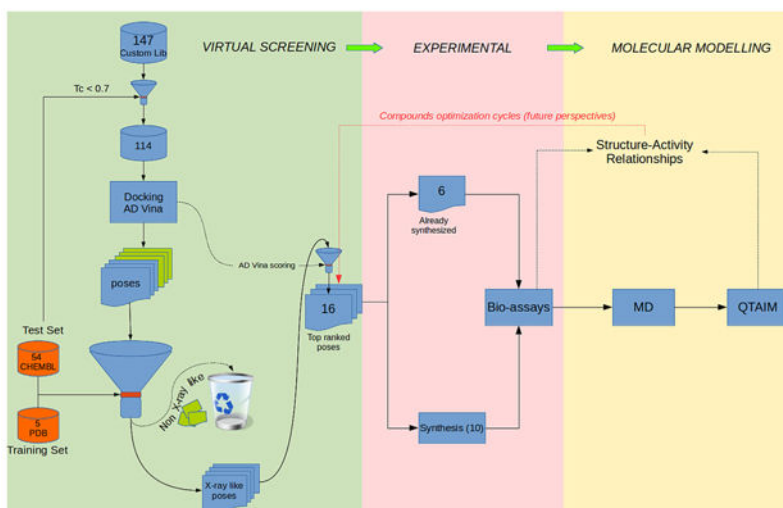 VIRTUAL SCREENING
EXPERIMENTAL
MOLECULAR MODELLING
147
Custom Lib
Tc < 0.7
114
Docking
AD Vina
poses
AD Vina scoring
Test Set
54
CHEMBL
5
PDB
Training Set
Non X-ray like
X-ray like
poses
16
Top ranked
poses
Compounds optimization cycles (future perspectives)
6
Already
synthesized
Synthesis (10)
Bio-assays
Structure-Activity
Relationships
MD
QTAIM